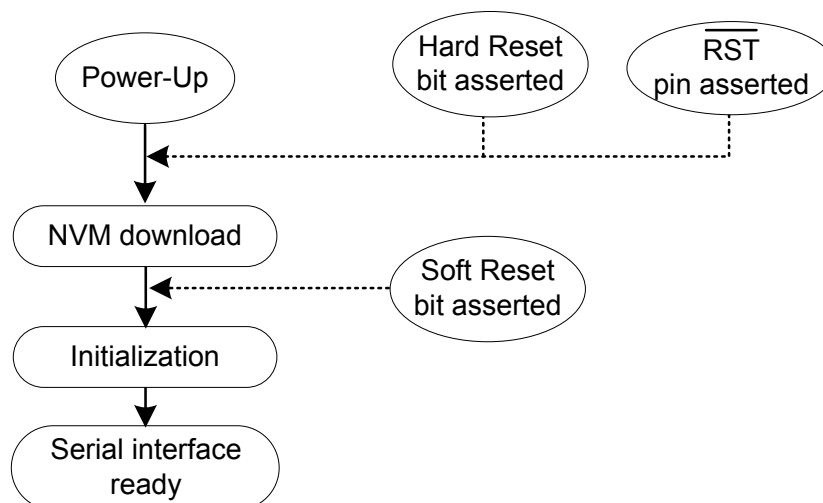 Power-Up
Hard Reset
bit asserted
RST
pin asserted
NVM download
Soft Reset
bit asserted
Initialization
Serial interface
ready